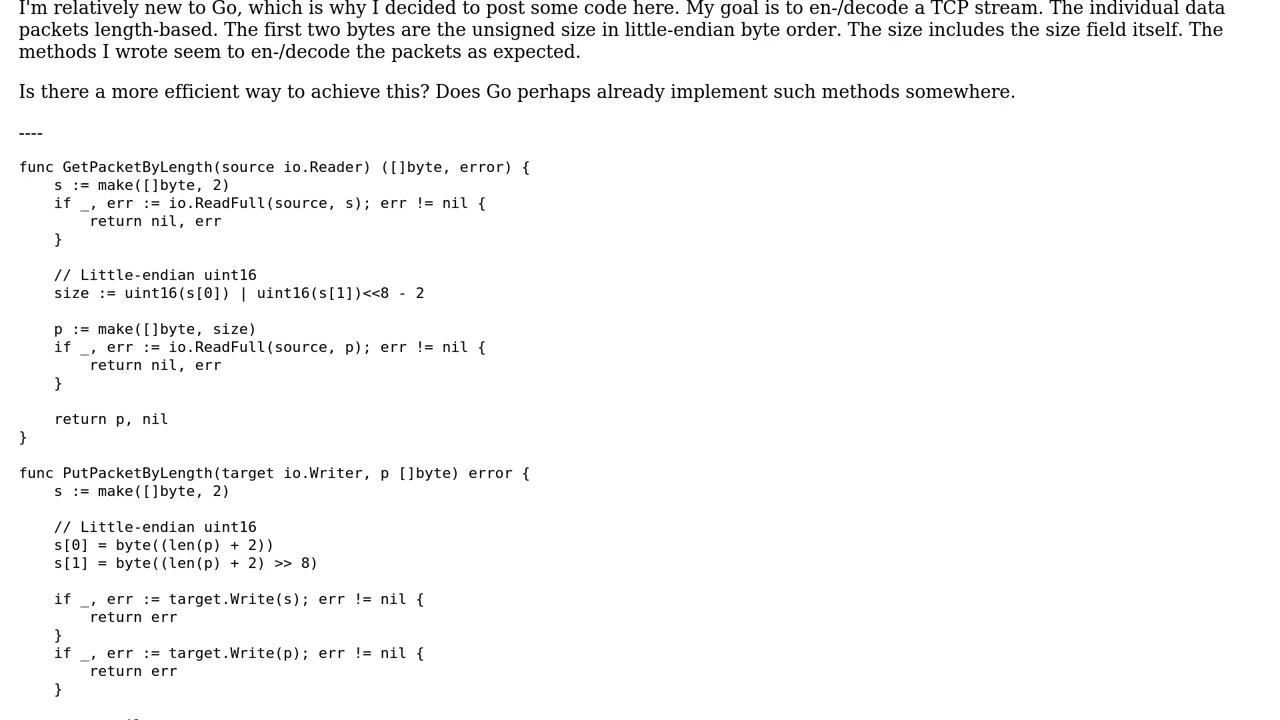 I'm relatively new to Go, which is why I decided to post some code here. My goal is to en-/decode a TCP stream. The individual data
packets length-based. The first two bytes are the unsigned size in little-endian byte order. The size includes the size field itself. The
methods I wrote seem to en-/decode the packets as expected.
Is there a more efficient way to achieve this? Does Go perhaps already implement such methods somewhere.
----
func GetPacketByLength(source io.Reader) ([]byte, error) {
    s := make([]byte, 2)
    if _, err := io.ReadFull(source, s); err != nil {
        return nil, err
    }
    // Little-endian uint16
    size := uint16(s[0]) | uint16(s[1])<<8 - 2
    p := make([]byte, size)
    if _, err := io.ReadFull(source, p); err != nil {
        return nil, err
    }
    return p, nil
}
func PutPacketByLength(target io.Writer, p []byte) error {
    s := make([]byte, 2)
    // Little-endian uint16
    s[0] = byte((len(p) + 2))
    s[1] = byte((len(p) + 2) >> 8)
    if _, err := target.Write(s); err != nil {
        return err
    }
    if _, err := target.Write(p); err != nil {
        return err
    }